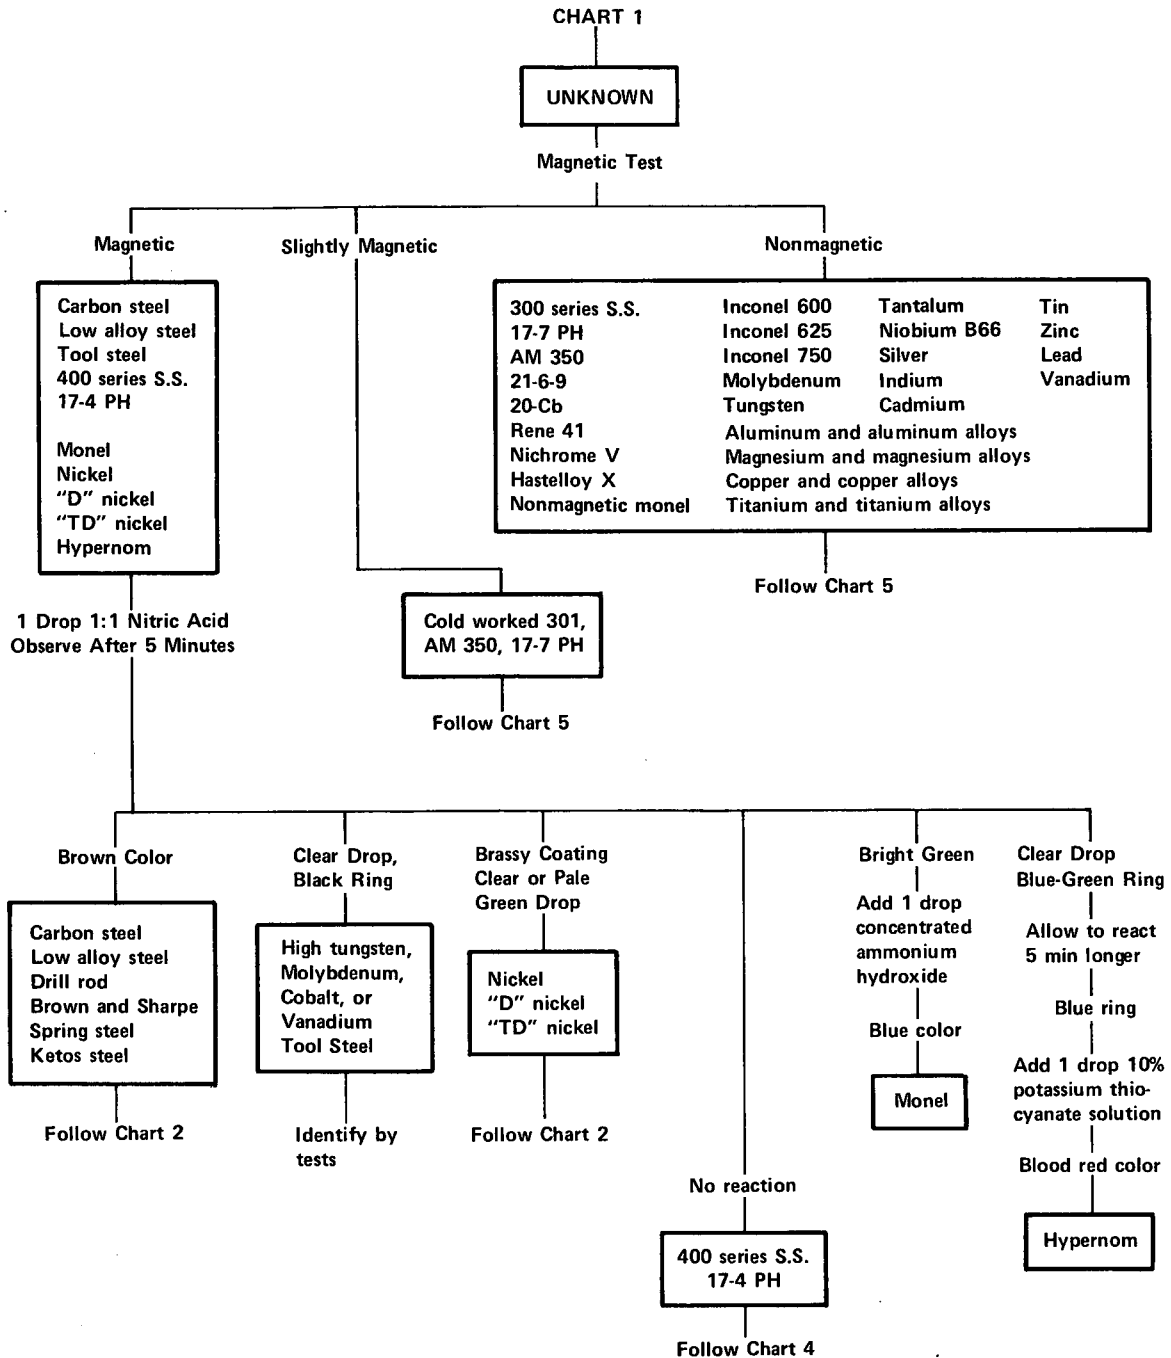 CHART 1
UNKNOWN
Magnetic Test
Magnetic
Slightly Magnetic
Nonmagnetic
Carbon steel
Low alloy steel
Tool steel
400 series S.S.
17-4 PH
Monel
Nickel
"D" nickel
"TD" nickel
Hypernom
300 series S.S.
17-7 PH
AM 350
21-6-9
20-Cb
Rene 41
Nichrome V
Hastelloy X
Nonmagnetic monel
Inconel 600
Inconel 625
Inconel 750
Molybdenum
Tungsten
Tantalum
Niobium B66
Silver
Indium
Cadmium
Tin
Zinc
Lead
Vanadium
Aluminum and aluminum alloys
Magnesium and magnesium alloys
Copper and copper alloys
Titanium and titanium alloys
Follow Chart 5
1 Drop 1:1 Nitric Acid
Observe After 5 Minutes
Cold worked 301,
AM 350, 17-7 PH
Follow Chart 5
Brown Color
Carbon steel
Low alloy steel
Drill rod
Brown and Sharpe
Spring steel
Ketos steel
Follow Chart 2
Clear Drop,
Black Ring
High tungsten,
Molybdenum,
Cobalt, or
Vanadium
Tool Steel
Identify by
tests
Brassy Coating
Clear or Pale
Green Drop
Nickel
"D" nickel
"TD" nickel
Follow Chart 2
No reaction
400 series S.S.
17-4 PH
Follow Chart 4
Bright Green
Add 1 drop
concentrated
ammonium
hydroxide
Blue color
Monel
Clear Drop
Blue-Green Ring
Allow to react
5 min longer
Blue ring
Add 1 drop 10%
potassium thio-
cyanate solution
Blood red color
Hypernom